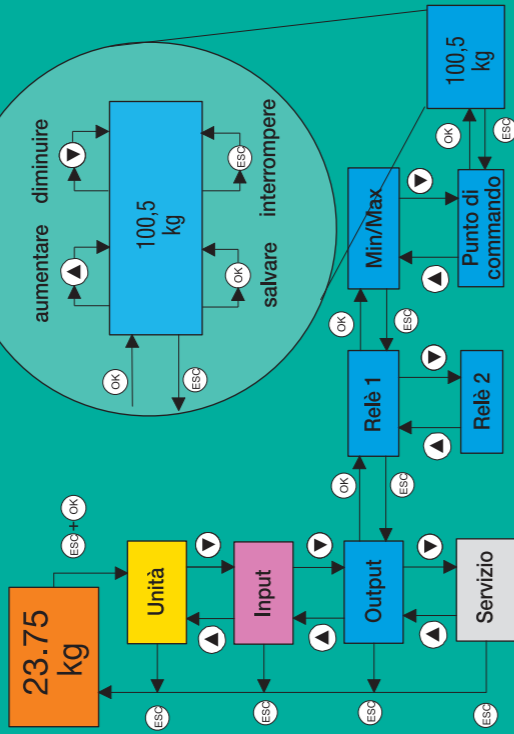 23.75
kg
ESC + OK
Unità
ESC
Input
ESC
Output
ESC
Servizio
ESC
OK
ESC
Relè 1
Relè 2
OK
ESC
Min/Max
Punto di
commando
OK
ESC
100,5
kg
OK
ESC
aumentare
diminuire
100,5
kg
OK
salvare
ESC
interrompere